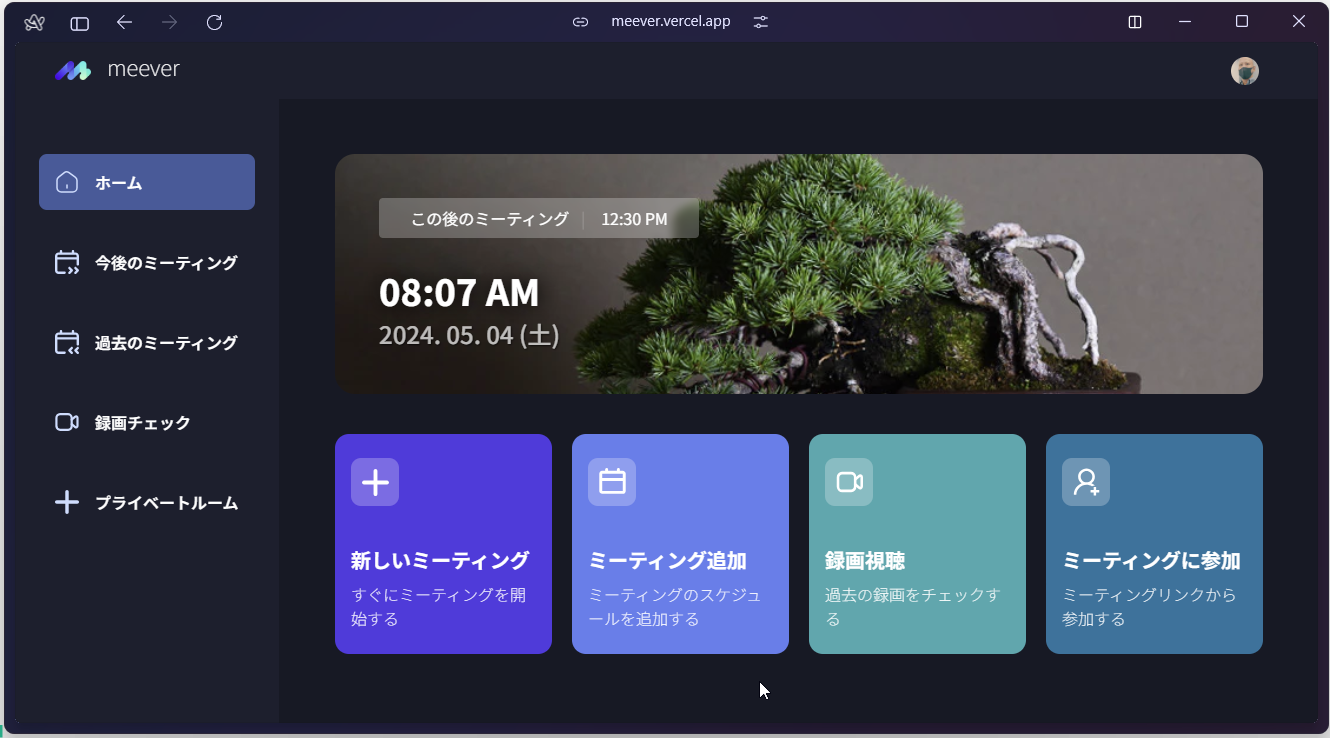 meever.vercel.app
meever
ホーム
今後のミーティング
過去のミーティング
録画チェック
プライベートルーム
この後のミーティング | 12:30 PM
08:07 AM
2024. 05. 04 (土)
新しいミーティング
すぐにミーティングを開
始する
ミーティング追加
ミーティングのスケジュ
ールを追加する
録画視聴
過去の録画をチェックす
る
ミーティングに参加
ミーティングリンクから
参加する